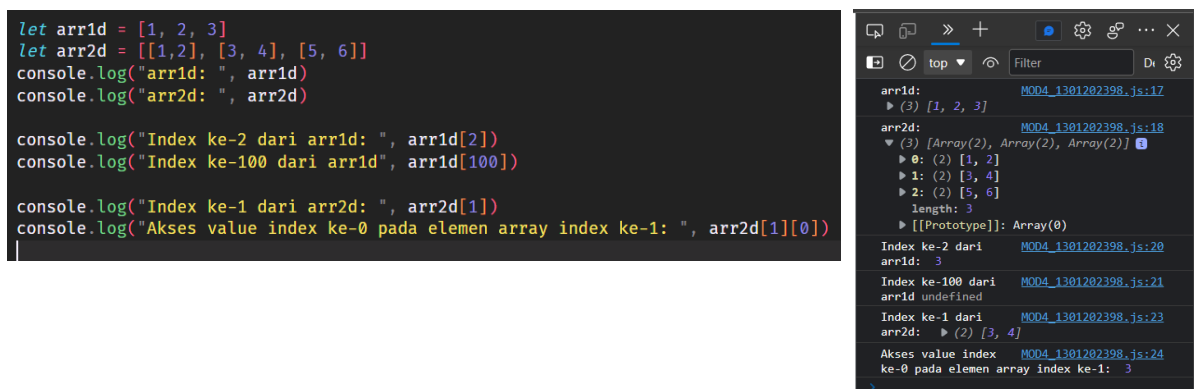 let arr1d = [1, 2, 3]
let arr2d = [[1,2], [3, 4], [5, 6]]
console.log("arr1d: ", arr1d)
console.log("arr2d: ", arr2d)
console.log("Index ke-2 dari arr1d: ", arr1d[2])
console.log("Index ke-100 dari arr1d", arr1d[100])
console.log("Index ke-1 dari arr2d: ", arr2d[1])
console.log("Akses value index ke-0 pada elemen array index ke-1: ", arr2d[1][0])
top
Filter
De
arr1d: MOD4_1301202398.js:17
(3) [1, 2, 3]
arr2d: MOD4_1301202398.js:18
(3) [Array(2), Array(2), Array(2)] i
0: (2) [1, 2]
1: (2) [3, 4]
2: (2) [5, 6]
length: 3
[[Prototype]]: Array(0)
Index ke-2 dari MOD4_1301202398.js:20
arr1d: 3
Index ke-100 dari MOD4_1301202398.js:21
arr1d undefined
Index ke-1 dari MOD4_1301202398.js:23
arr2d: (2) [3, 4]
Akses value index MOD4_1301202398.js:24
ke-0 pada elemen array index ke-1: 3